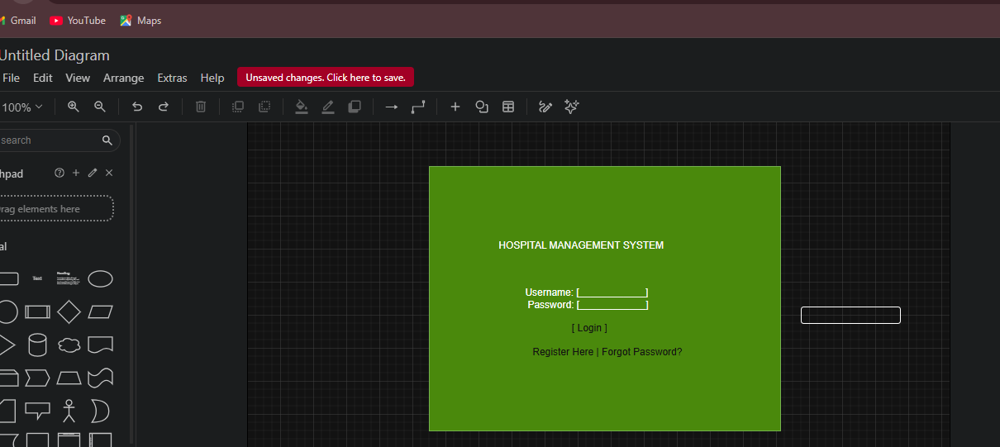 Gmail YouTube Maps
Untitled Diagram
File Edit View Arrange Extras Help Unsaved changes. Click here to save.
100%
search
hpad
rag elements here
al
Text
Heading
HOSPITAL MANAGEMENT SYSTEM
Username: [____________]
Password: [____________]
[ Login ]
Register Here | Forgot Password?